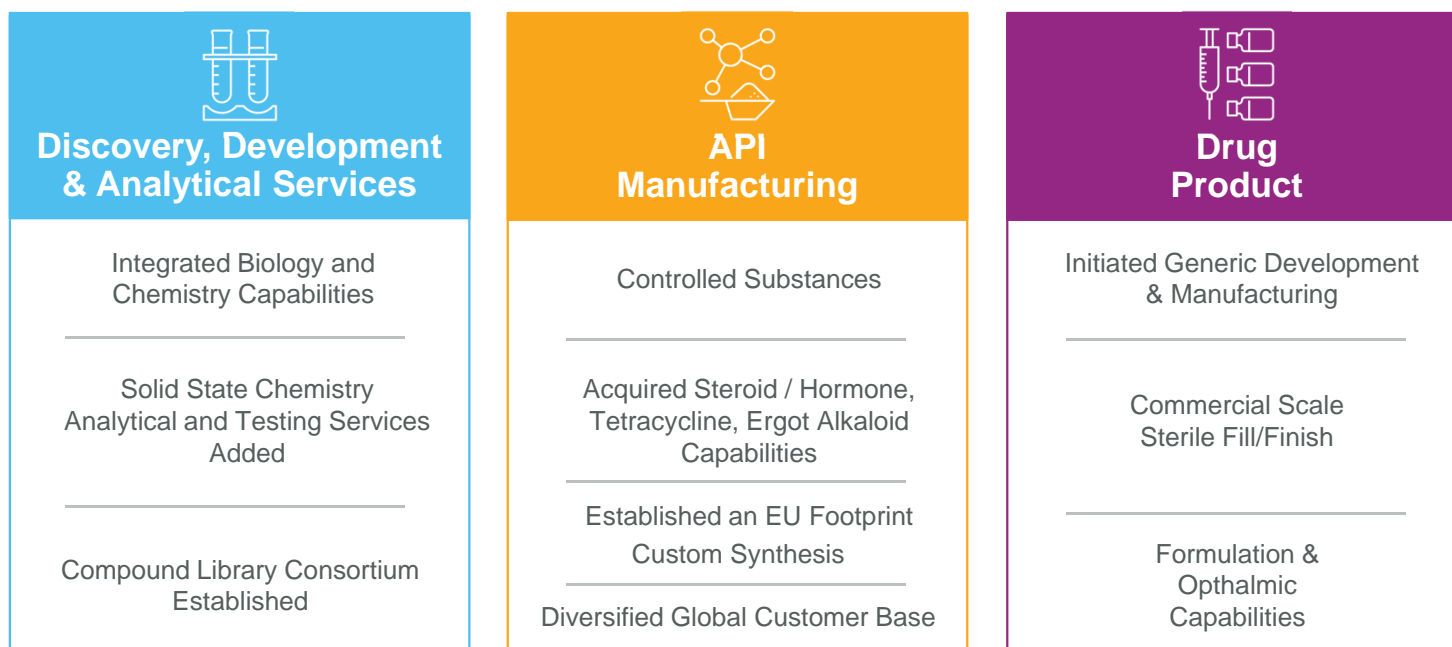 Discovery, Development
& Analytical Services
Integrated Biology and
Chemistry Capabilities
Solid State Chemistry
Analytical and Testing Services
Added
Compound Library Consortium
Established
API
Manufacturing
Controlled Substances
Acquired Steroid / Hormone,
Tetracycline, Ergot Alkaloid
Capabilities
Established an EU Footprint
Custom Synthesis
Diversified Global Customer Base
Drug
Product
Initiated Generic Development
& Manufacturing
Commercial Scale
Sterile Fill/Finish
Formulation &
Opthalmic
Capabilities